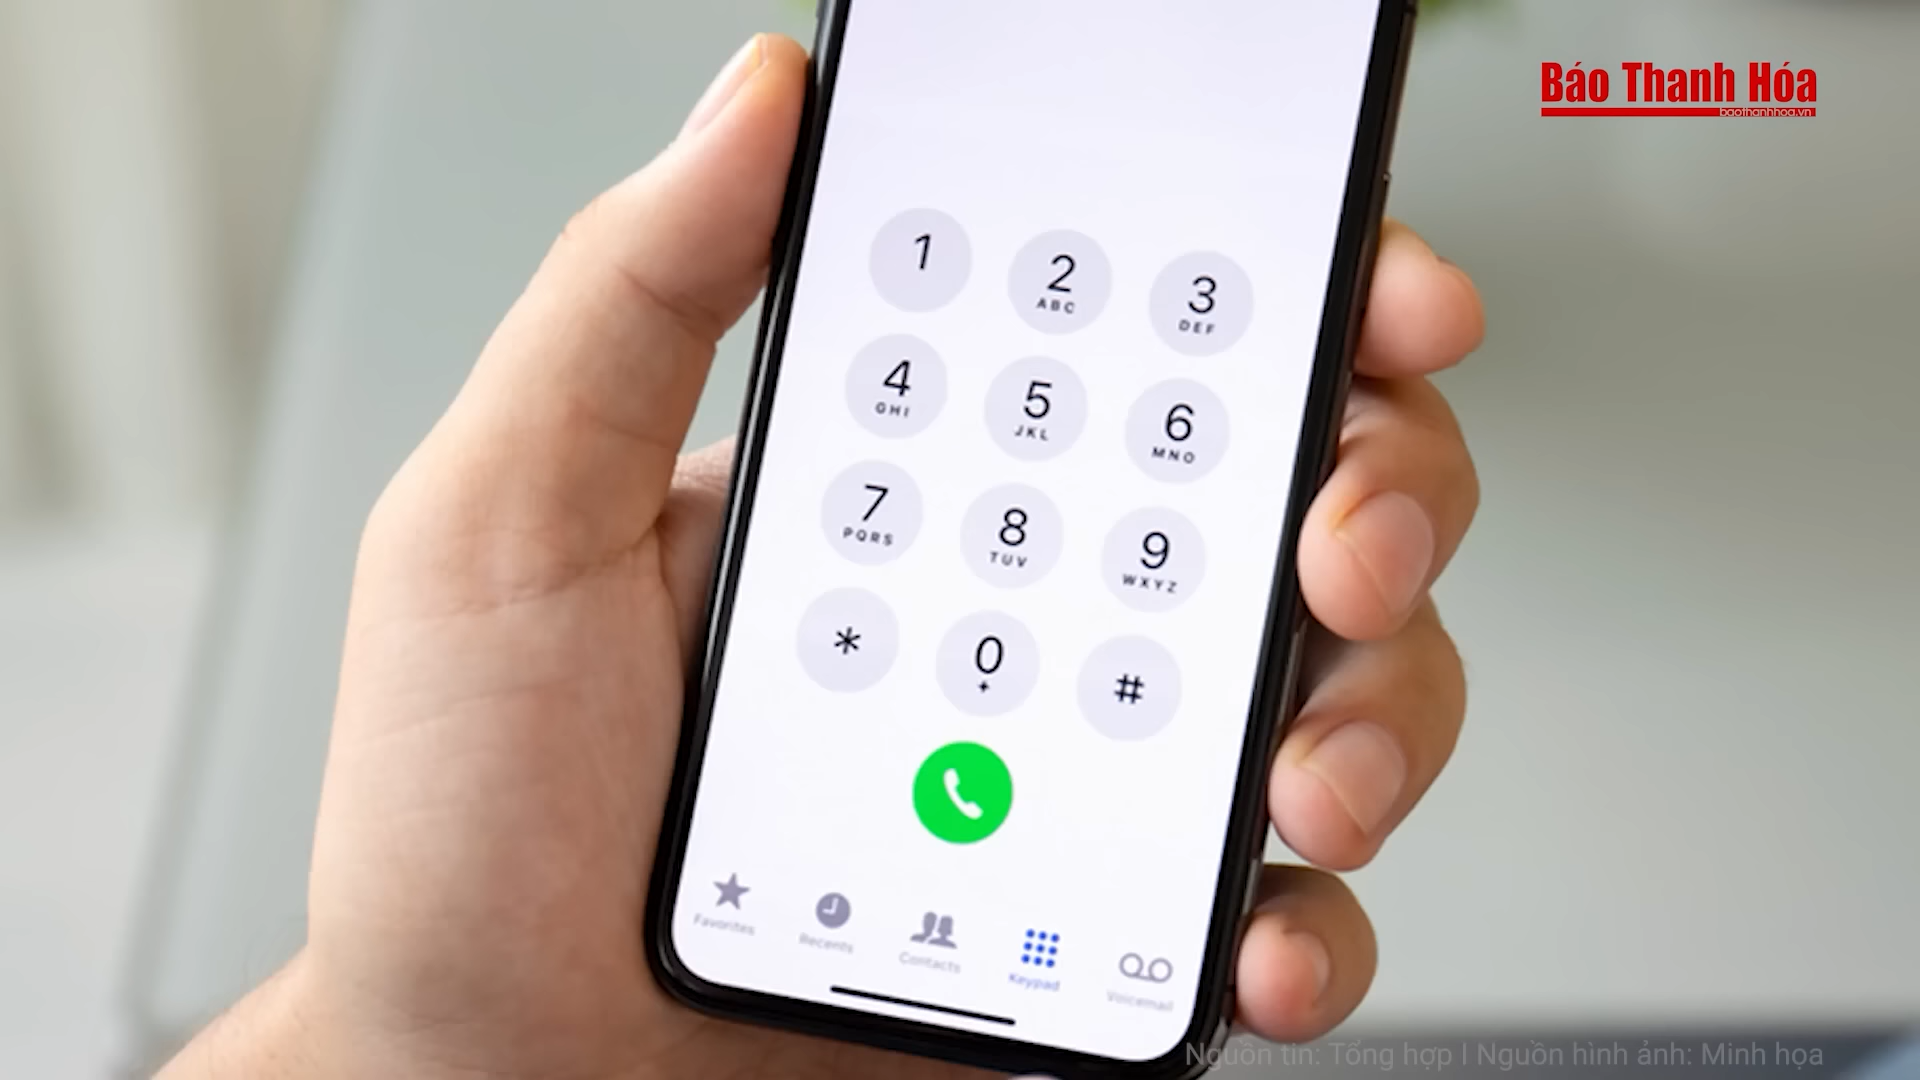 Báo Thanh Hóa
baothanhhoa.vn
1
2
3
ABC
DEF
4
5
6
GHI
JKL
MNO
7
8
9
PQRS
TUV
WXYZ
*
0
#
+
Favorites
Recents
Contacts
Keypad
Voicemail
Nguồn tin: Tổng hợp I Nguồn hình ảnh: Minh họa